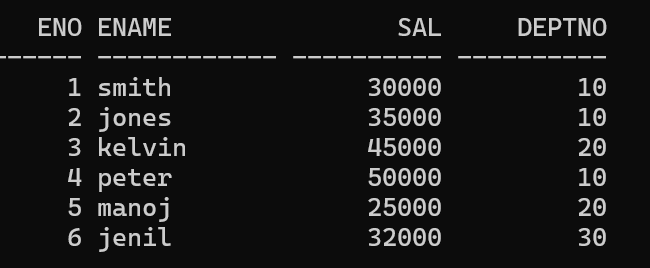 ENO ENAME SAL DEPTNO
------ ------------ ---------- ----------
1 smith 30000 10
2 jones 35000 10
3 kelvin 45000 20
4 peter 50000 10
5 manoj 25000 20
6 jenil 32000 30